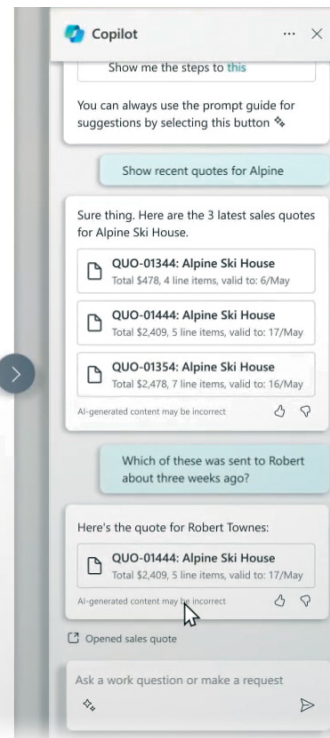 Copilot
Show me the steps to this
You can always use the prompt guide for
suggestions by selecting this button
Show recent quotes for Alpine
Sure thing. Here are the 3 latest sales quotes
for Alpine Ski House.
QUO-01344: Alpine Ski House
Total $478, 4 line items, valid to: 6/May
QUO-01444: Alpine Ski House
Total $2,409, 5 line items, valid to: 17/May
QUO-01354: Alpine Ski House
Total $2,478, 7 line items, valid to: 16/May
AI-generated content may be incorrect
Which of these was sent to Robert
about three weeks ago?
Here's the quote for Robert Townes:
QUO-01444: Alpine Ski House
Total $2,409, 5 line items, valid to: 17/May
AI-generated content may be incorrect
Opened sales quote
Ask a work question or make a request